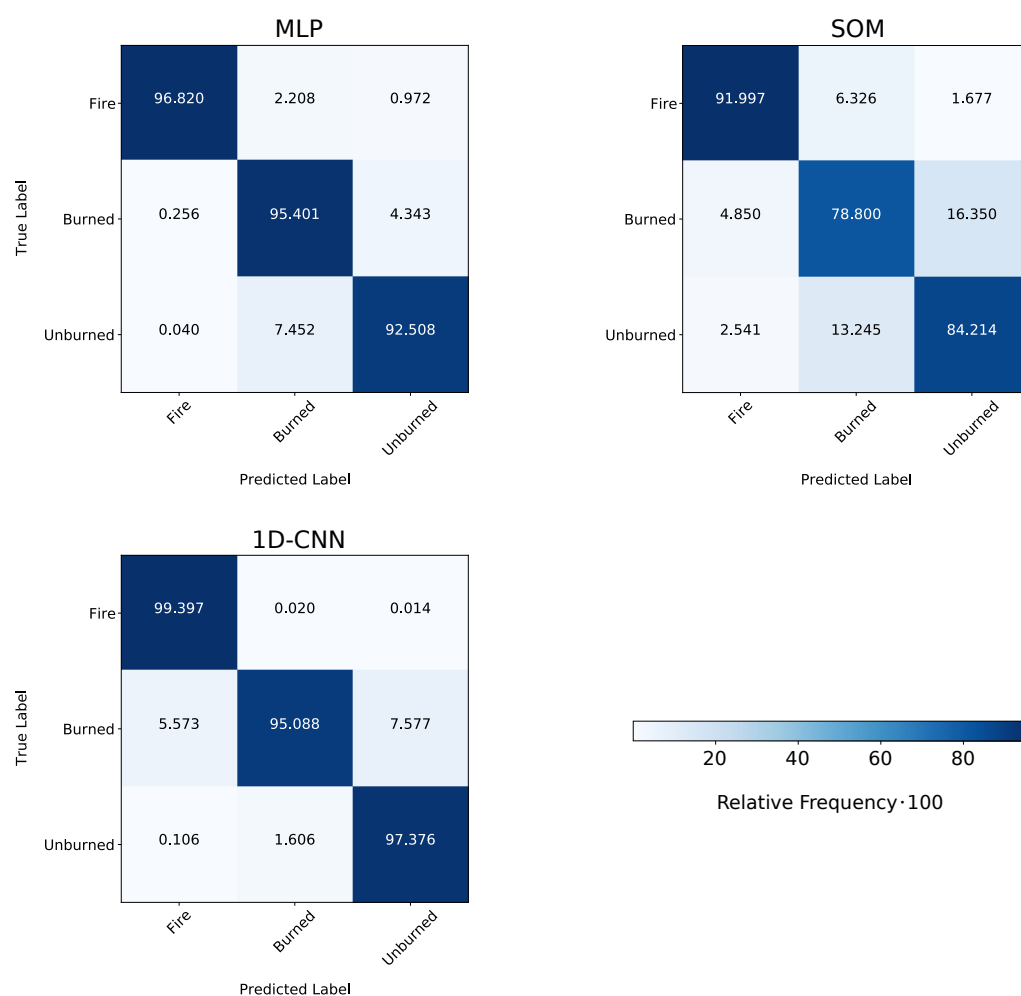 MLP
Fire
96.820 2.208 0.972
Burned
0.256 95.401 4.343
Unburned
0.040 7.452 92.508
True Label
Fire
Burned
Unburned
Predicted Label
SOM
Fire
91.997 6.326 1.677
Burned
4.850 78.800 16.350
Unburned
2.541 13.245 84.214
Fire
Burned
Unburned
Predicted Label
1D-CNN
Fire
99.397 0.020 0.014
Burned
5.573 95.088 7.577
Unburned
0.106 1.606 97.376
True Label
Fire
Burned
Unburned
Predicted Label
20 40 60 80
Relative Frequency·100